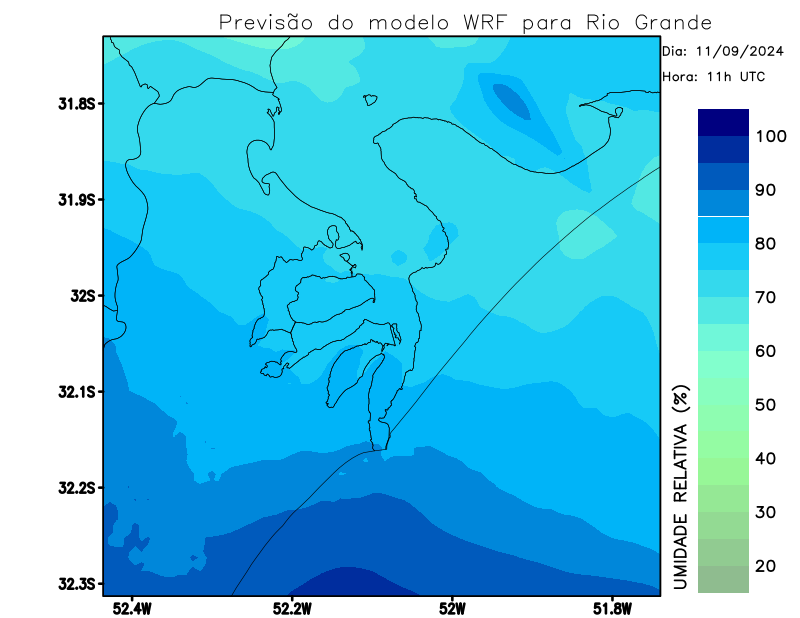 Previsão do modelo WRF para Rio Grande
Dia: 11/09/2024
Hora: 11h UTC
31.8S
31.9S
32S
32.1S
32.2S
32.3S
52.4W
52.2W
52W
51.8W
100
90
80
70
60
50
40
30
20
UMIDADE RELATIVA (%)